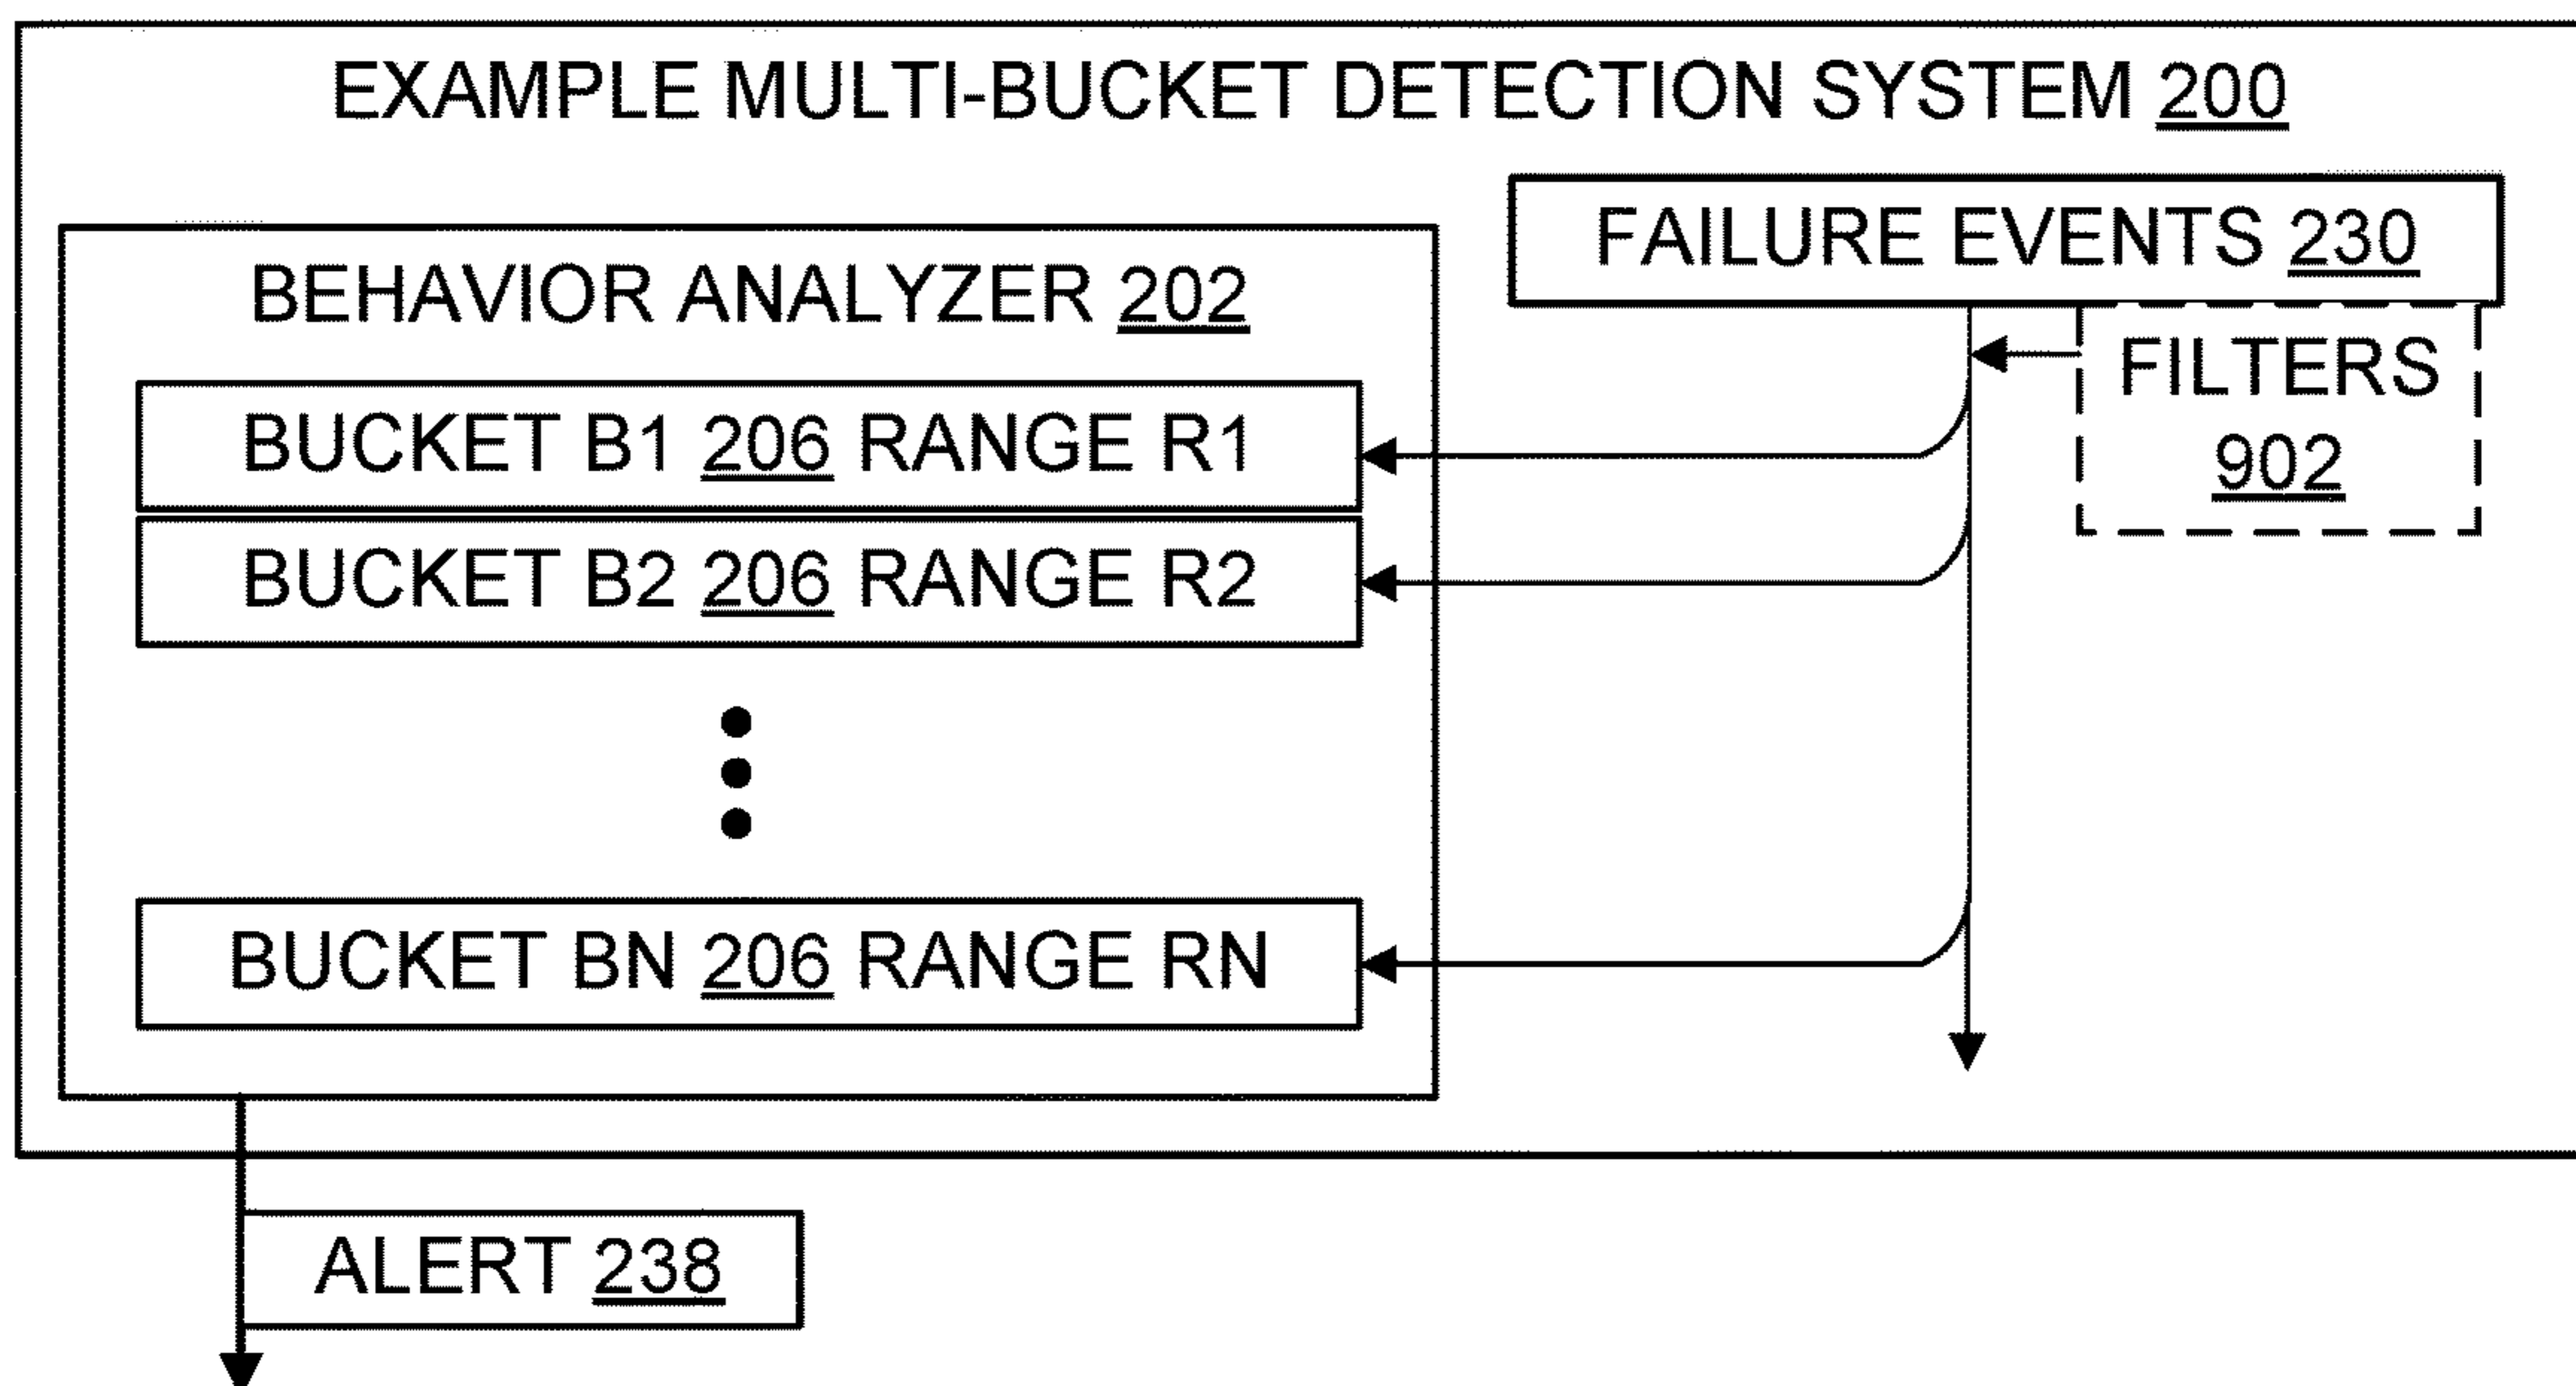 EXAMPLE MULTI-BUCKET DETECTION SYSTEM 200
FAILURE EVENTS 230
BEHAVIOR ANALYZER 202
FILTERS
902
BUCKET B1 206 RANGE R1
BUCKET B2 206 RANGE R2
BUCKET BN 206 RANGE RN
ALERT 238